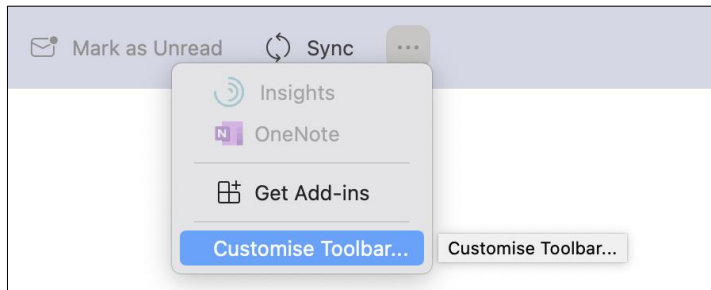 Mark as Unread Sync ...
Insights
N OneNote
Get Add-ins
Customise Toolbar... Customise Toolbar...